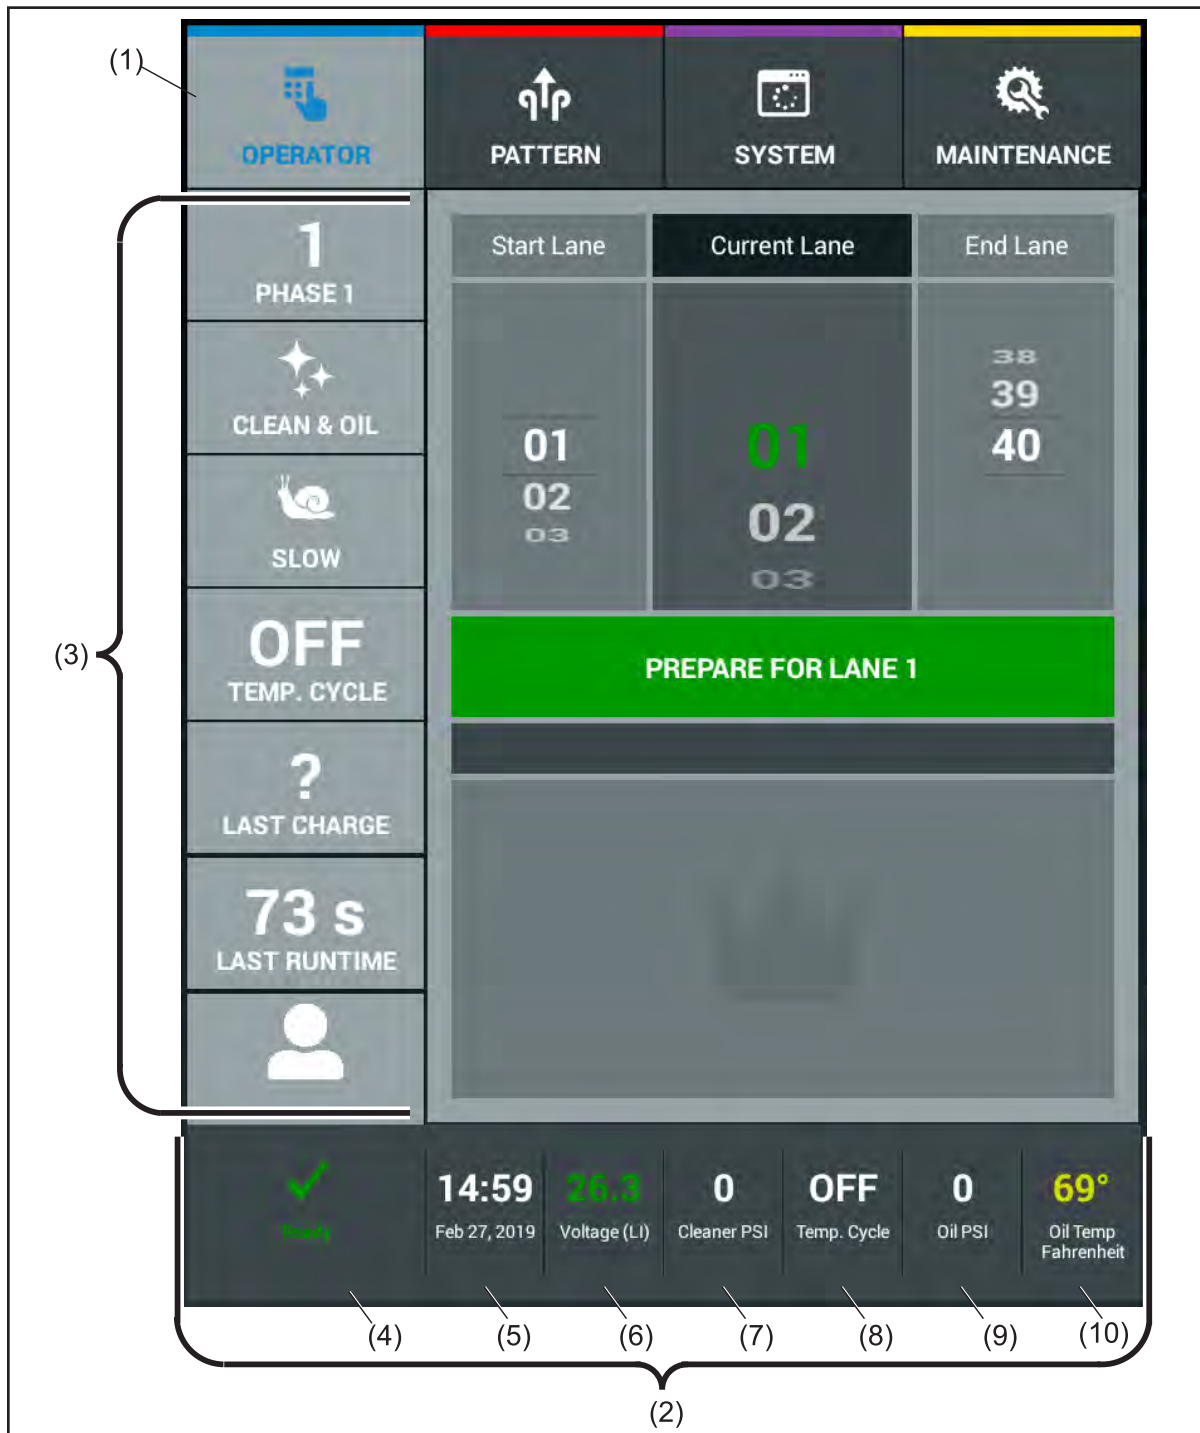 (1)
OPERATOR
PATTERN
SYSTEM
MAINTENANCE
1
PHASE 1
CLEAN & OIL
SLOW
OFF
TEMP. CYCLE
?
LAST CHARGE
73 s
LAST RUNTIME
(3)
Start Lane
Current Lane
End Lane
01
02
03
01
02
03
38
39
40
PREPARE FOR LANE 1
Ready
14:59
Feb 27, 2019
26.3
Voltage (LI)
0
Cleaner PSI
OFF
Temp. Cycle
0
Oil PSI
69°
Oil Temp
Fahrenheit
(4)
(5)
(6)
(7)
(8)
(9)
(10)
(2)